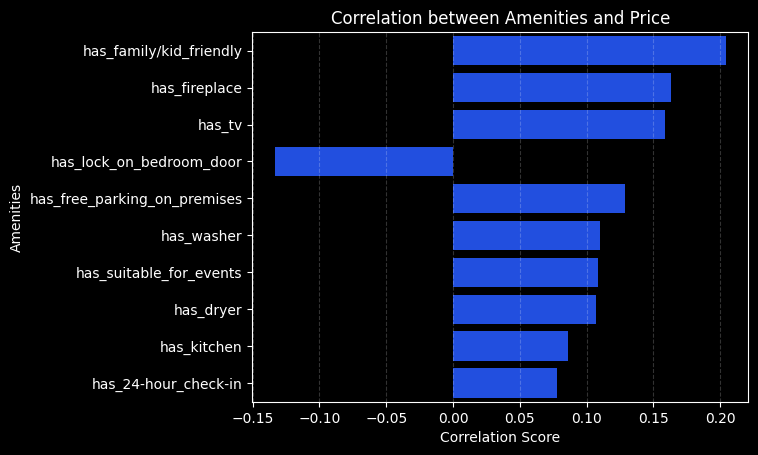 Correlation between Amenities and Price
Amenities
has_family/kid_friendly
has_fireplace
has_tv
has_lock_on_bedroom_door
has_free_parking_on_premises
has_washer
has_suitable_for_events
has_dryer
has_kitchen
has_24-hour_check-in
−0.15 −0.10 −0.05 0.00 0.05 0.10 0.15 0.20
Correlation Score